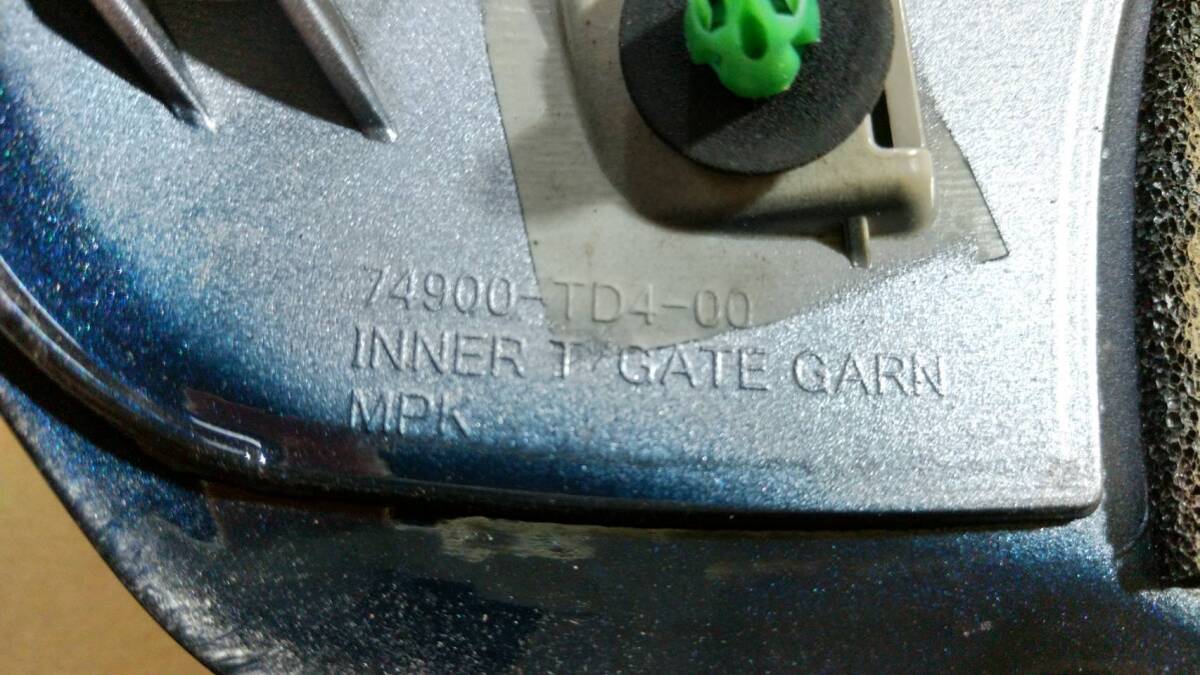 74900-TD4-00
INNER T/GATE GARN
MPK